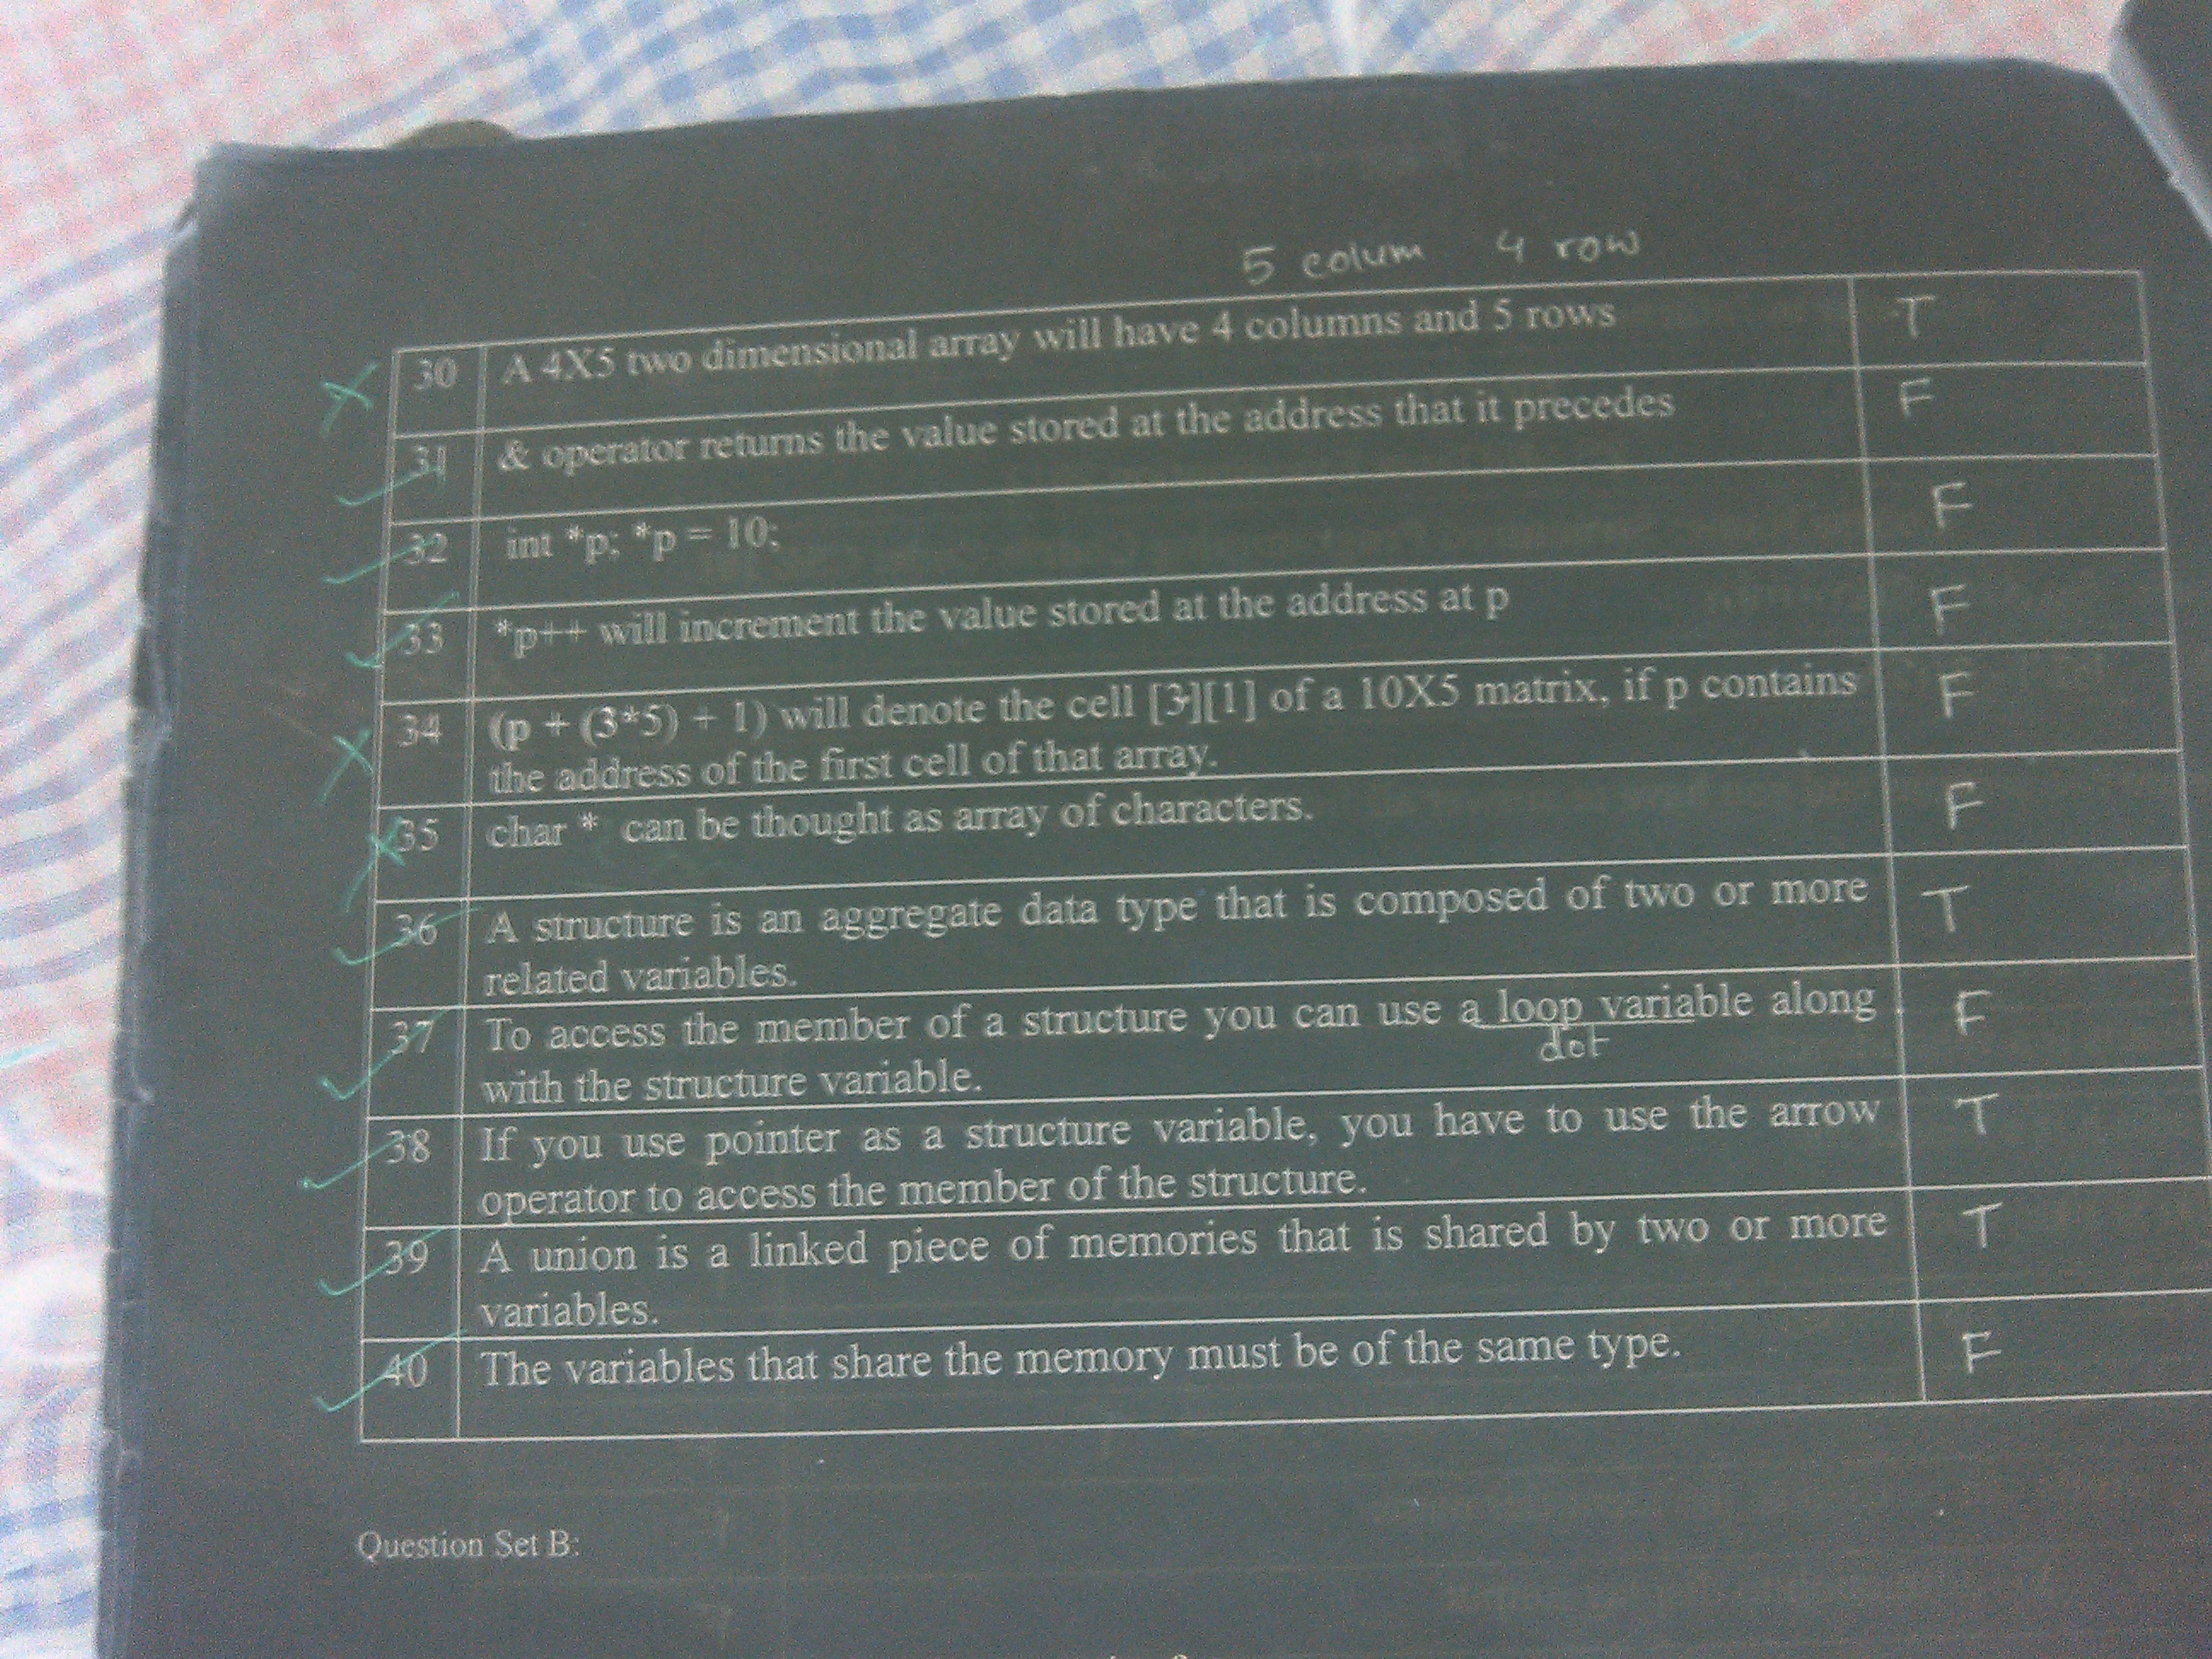 5 colum 4 row
30 A 4X5 two dimensional array will have 4 columns and 5 rows T
31 & operator returns the value stored at the address that it precedes F
32 int *p; *p = 10; F
33 *p++ will increment the value stored at the address at p F
34 (p + (3*5) + 1) will denote the cell [3][1] of a 10X5 matrix, if p contains F
the address of the first cell of that array.
35 char * can be thought as array of characters. F
36 A structure is an aggregate data type that is composed of two or more T
related variables.
37 To access the member of a structure you can use a loop variable along F
dot
with the structure variable.
38 If you use pointer as a structure variable, you have to use the arrow T
operator to access the member of the structure.
39 A union is a linked piece of memories that is shared by two or more T
variables.
40 The variables that share the memory must be of the same type. F
Question Set B: